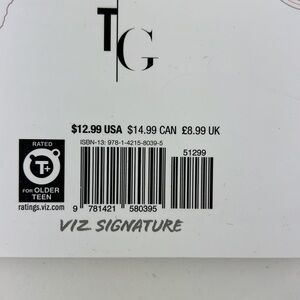 T G
$12.99 USA $14.99 CAN £8.99 UK
ISBN-13: 978-1-4215-8039-5
51299
RATED
T+
FOR OLDER
TEEN
ratings.viz.com
9 781421 580395
VIZ SIGNATURE